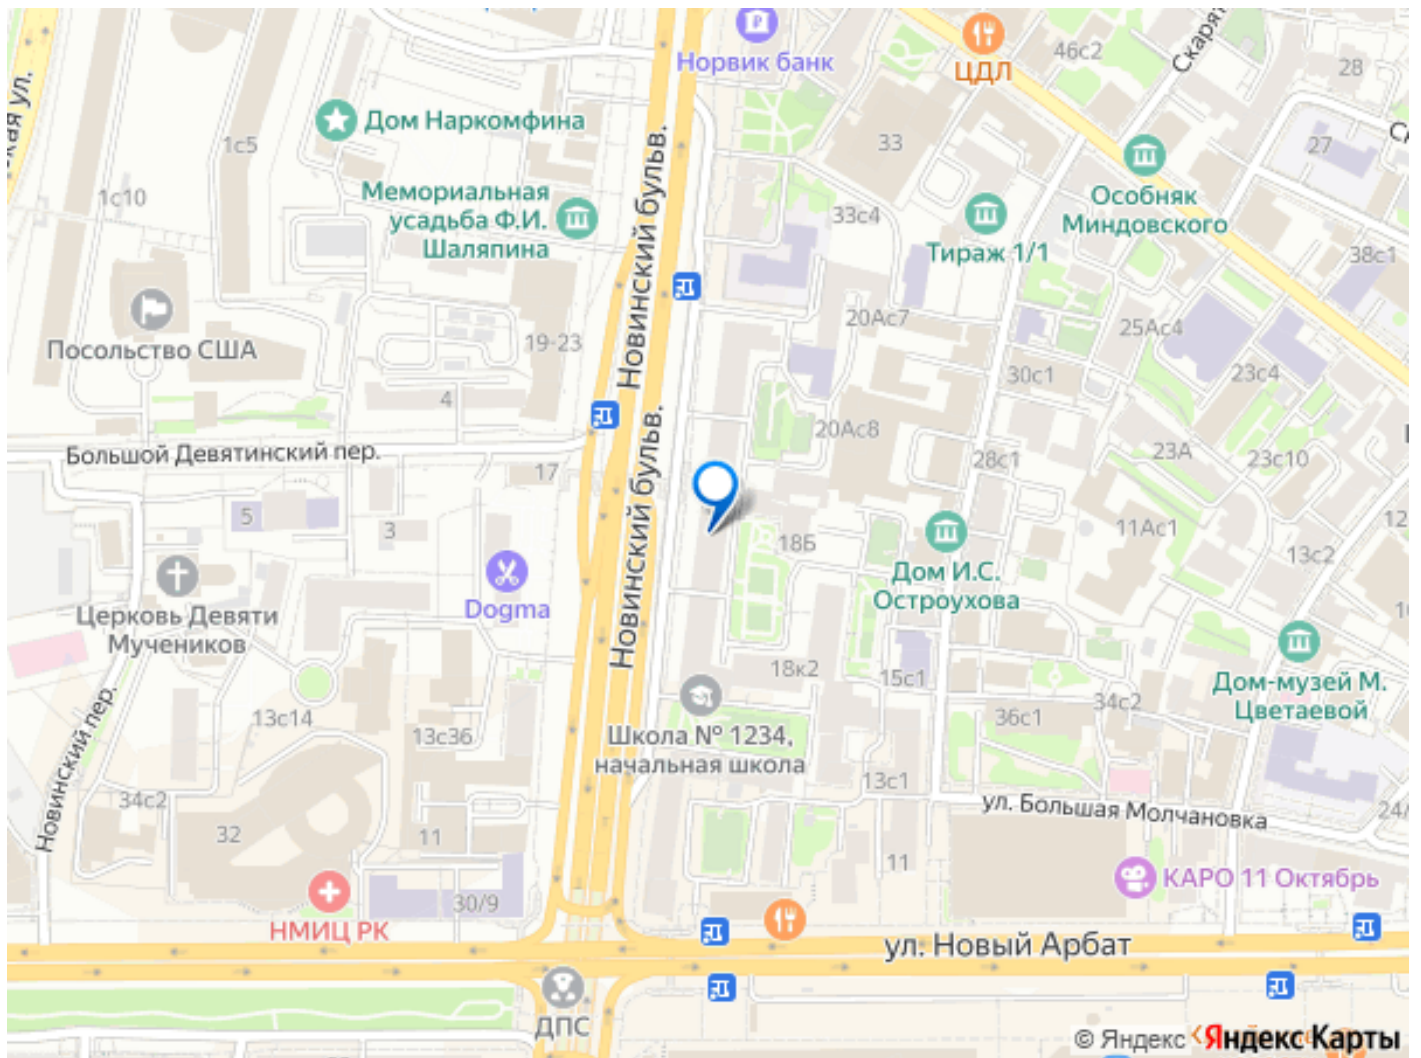 Норвик банк
ЦДЛ
46с2
Скарят
28
Дом Наркомфина
1с5
33
27
Особняк
Миндовского
1с10
Мемориальная
усадьба Ф.И.
Шаляпина
33с4
Тираж 1/1
38с1
кая ул.
Новинский бульв.
Посольство США
19-23
20Ас7
25Ас4
30с1
23с4
4
20Ас8
Большой Девятинский пер.
17
28с1
23А
23с10
Новинский бульв.
5
3
18Б
11Ас1
13с2
Dogma
Дом И.С.
Остроухова
Церковь Девяти
Мучеников
18к2
15с1
34с2
Дом-музей М.
Цветаевой
13с14
13с36
Школа № 1234,
начальная школа
36с1
Новинский пер.
34с2
13с1
ул. Большая Молчановка
24/
32
11
11
КАРО 11 Октябрь
30/9
НМИЦ РК
ул. Новый Арбат
ДПС
© Яндекс Яндекс Карты